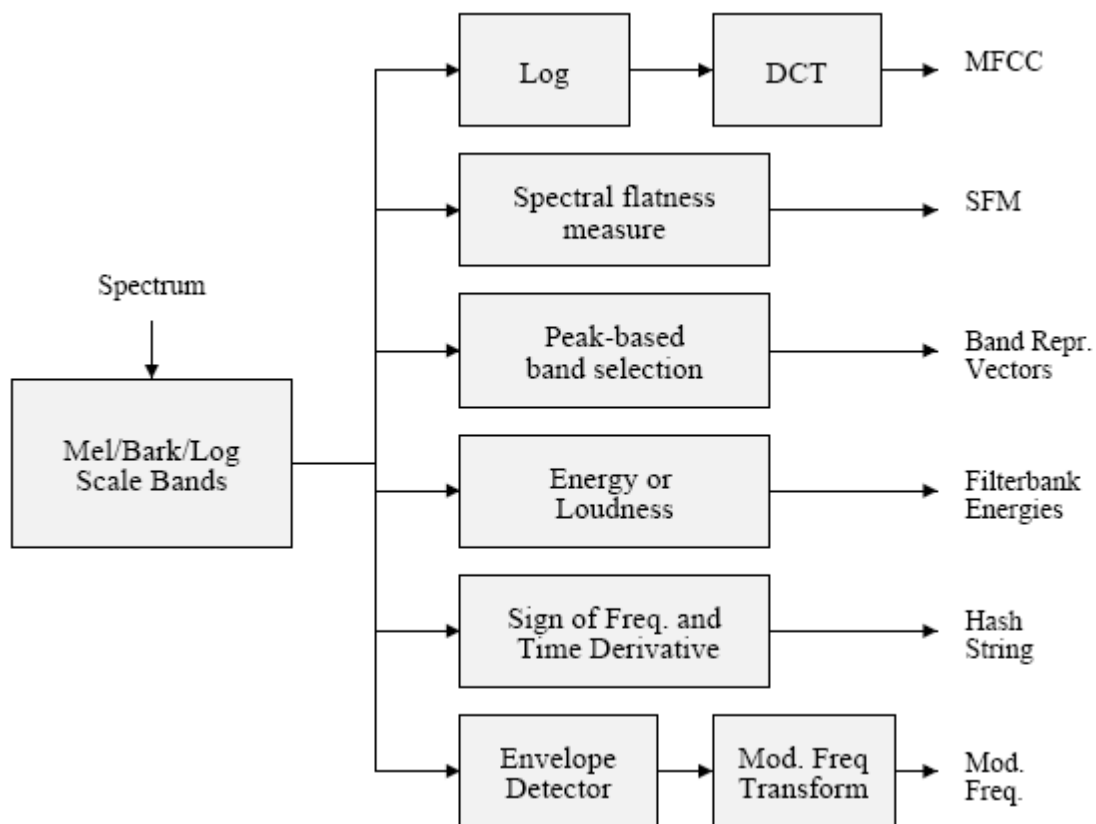 Log
DCT
MFCC
Spectral flatness
measure
SFM
Spectrum
Peak-based
band selection
Band Repr.
Vectors
Mel/Bark/Log
Scale Bands
Energy or
Loudness
Filterbank
Energies
Sign of Freq. and
Time Derivative
Hash
String
Envelope
Detector
Mod. Freq
Transform
Mod.
Freq.